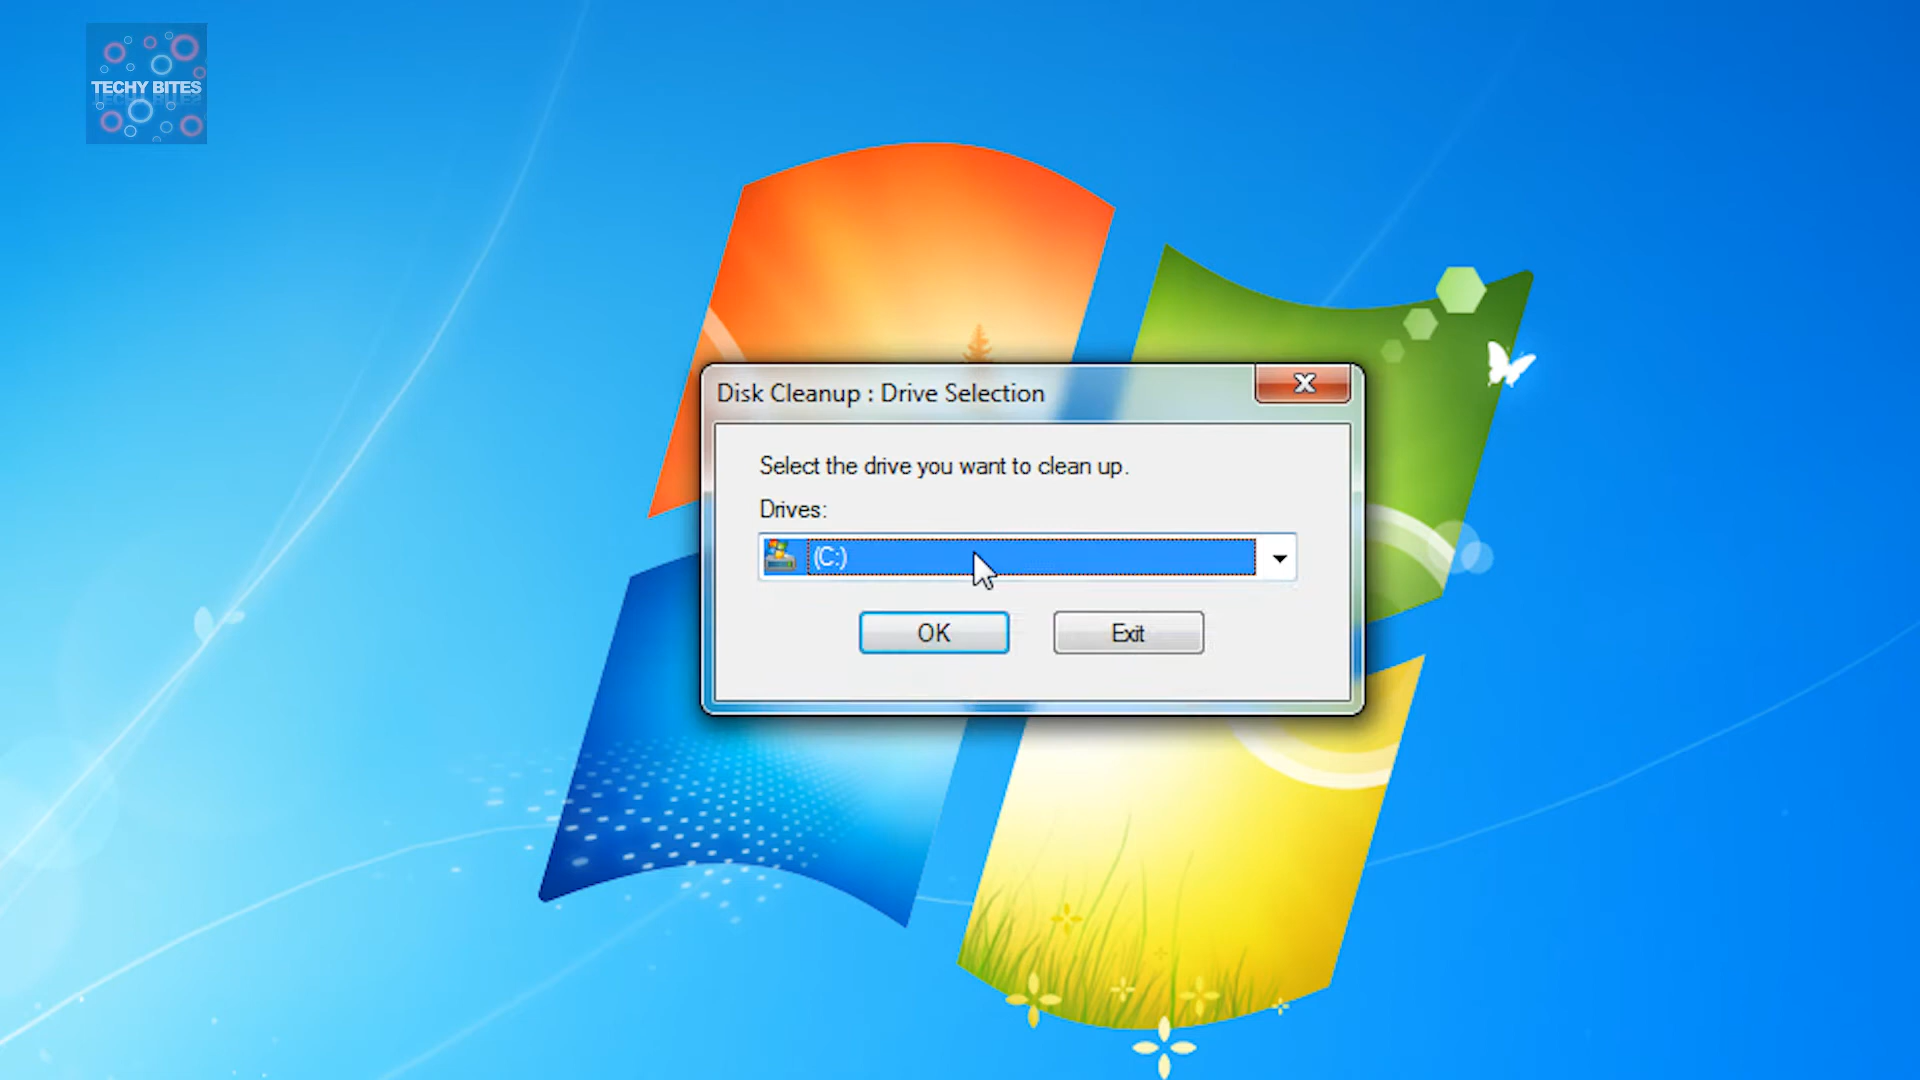 TECHY BITES
Disk Cleanup : Drive Selection
Select the drive you want to clean up.
Drives:
(C:)
OK
Exit